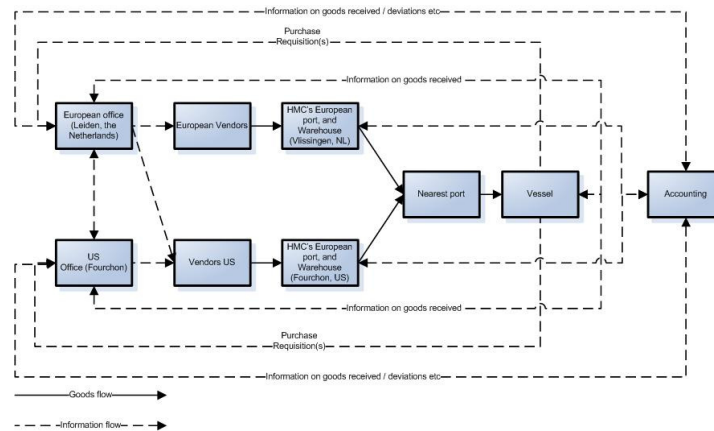 Information on goods received / deviations etc
Purchase
Requisition(s)
Information on goods received
European office
(Leiden, the
Netherlands)
European Vendors
HMC's European
port, and
Warehouse
(Vlissingen, NL)
Nearest port
Vessel
Accounting
US
Office (Fourchon)
Vendors US
HMC's European
port, and
Warehouse
(Fourchon, US)
Information on goods received
Purchase
Requisition(s)
Information on goods received / deviations etc
Goods flow
Information flow